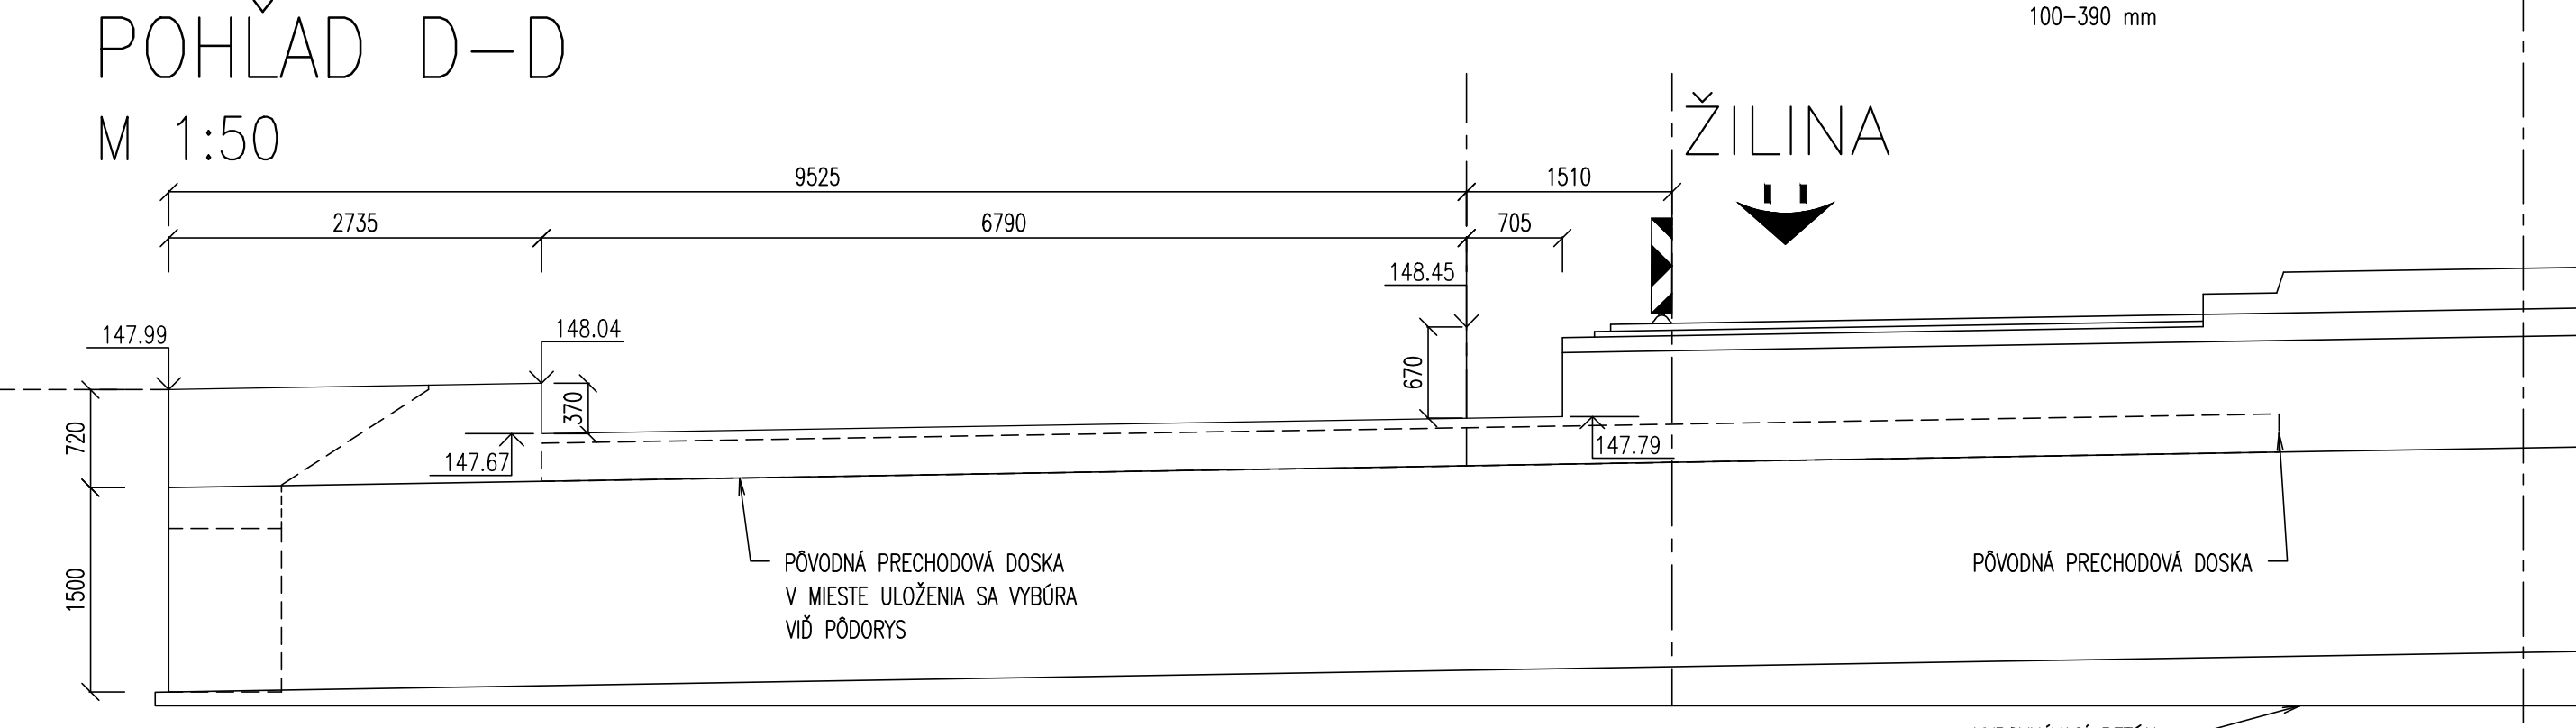 POHĽAD D-D
M 1:50
100-390 mm
ŽILINA
9525
1510
2735
6790
705
148.45
147.99
148.04
370
670
720
147.67
147.79
1500
PÔVODNÁ PRECHODOVÁ DOSKA
V MIESTE ULOŽENIA SA VYBÚRA
VIĎ PÔDORYS
PÔVODNÁ PRECHODOVÁ DOSKA